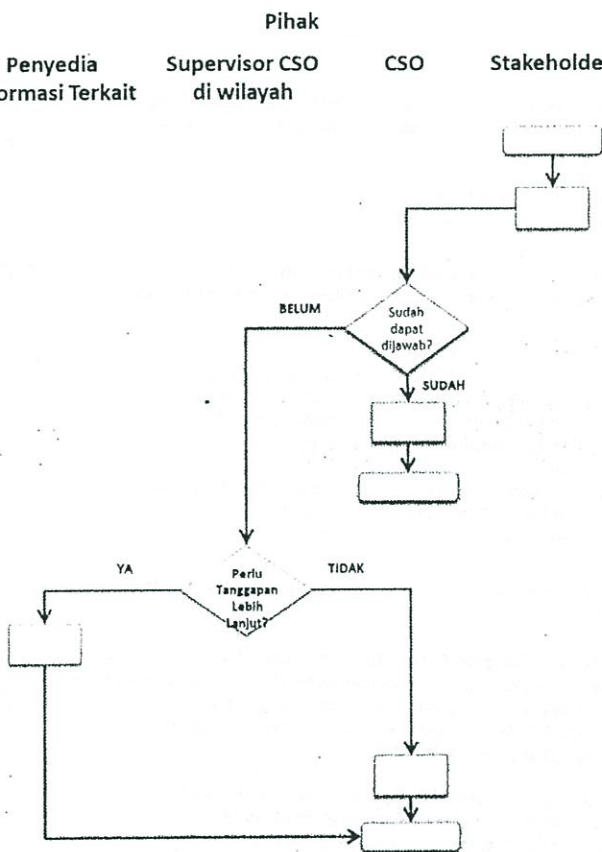 Pihak
Penyedia
ormasi Terkait
Supervisor CSO
di wilayah
CSO
Stakeholde
Sudah
dapat
dijawab?
BELUM
SUDAH
Perlu
Tanggapan
Lebih
Lanjut?
YA
TIDAK